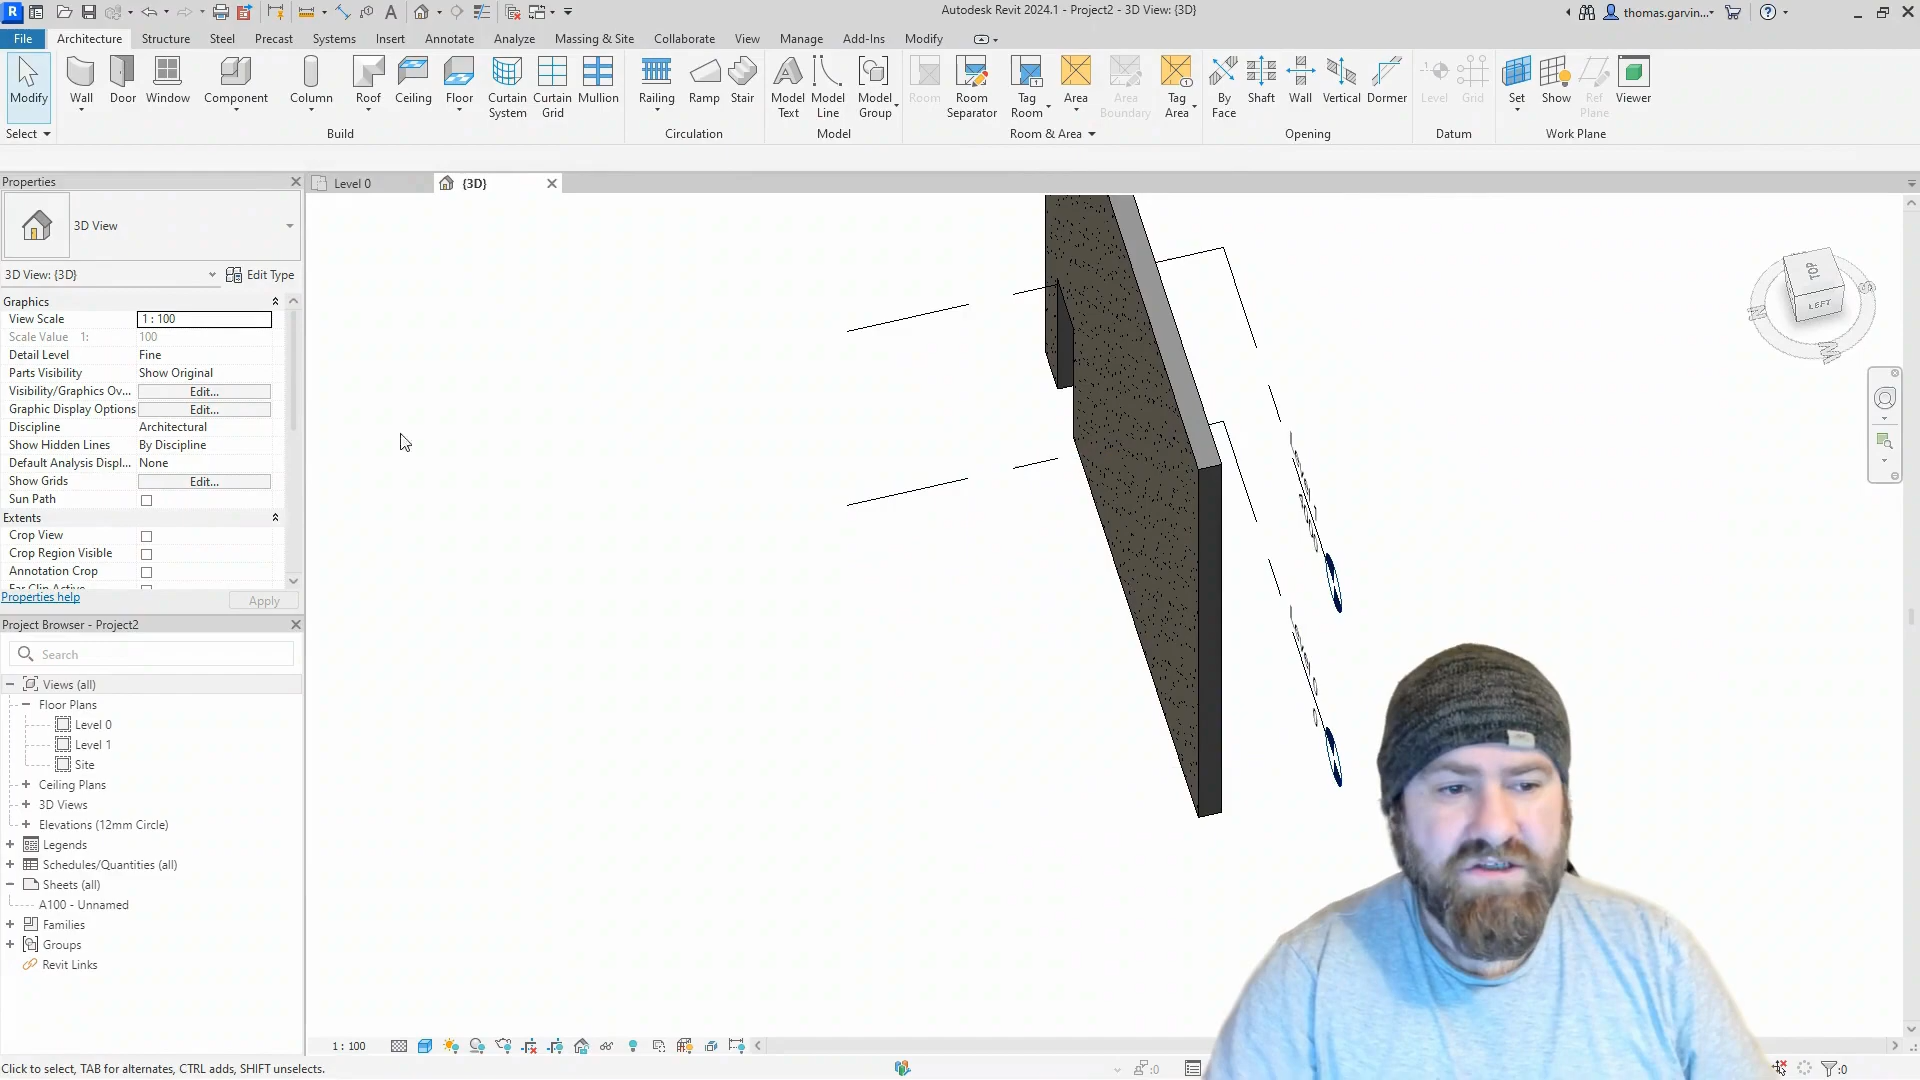 Autodesk Revit 2024.1 - Project2 - 3D View: {3D}
thomas.garvin...
File Architecture Structure Steel Precast Systems Insert Annotate Analyze Massing & Site Collaborate View Manage Add-Ins Modify
Modify Wall Door Window Component Column Roof Ceiling Floor Curtain System Curtain Grid Mullion Railing Ramp Stair Model Text Model Line Model Group Room Room Separator Tag Room Area Area Boundary Tag Area By Face Shaft Wall Vertical Dormer Level Grid Set Show Ref Plane Viewer
Select Build Circulation Model Room & Area Opening Datum Work Plane
Properties
Level 0
{3D}
3D View
3D View: {3D}
Edit Type
Graphics
View Scale 1 : 100
Scale Value 1: 100
Detail Level Fine
Parts Visibility Show Original
Visibility/Graphics Ov... Edit...
Graphic Display Options Edit...
Discipline Architectural
Show Hidden Lines By Discipline
Default Analysis Displ... None
Show Grids Edit...
Sun Path
Extents
Crop View
Crop Region Visible
Annotation Crop
Far Clip Active
Properties help
Apply
Project Browser - Project2
Search
Views (all)
Floor Plans
Level 0
Level 1
Site
Ceiling Plans
3D Views
Elevations (12mm Circle)
Legends
Schedules/Quantities (all)
Sheets (all)
A100 - Unnamed
Families
Groups
Revit Links
TOP
LEFT
1 : 100
Click to select, TAB for alternates, CTRL adds, SHIFT unselects.
:0
:0